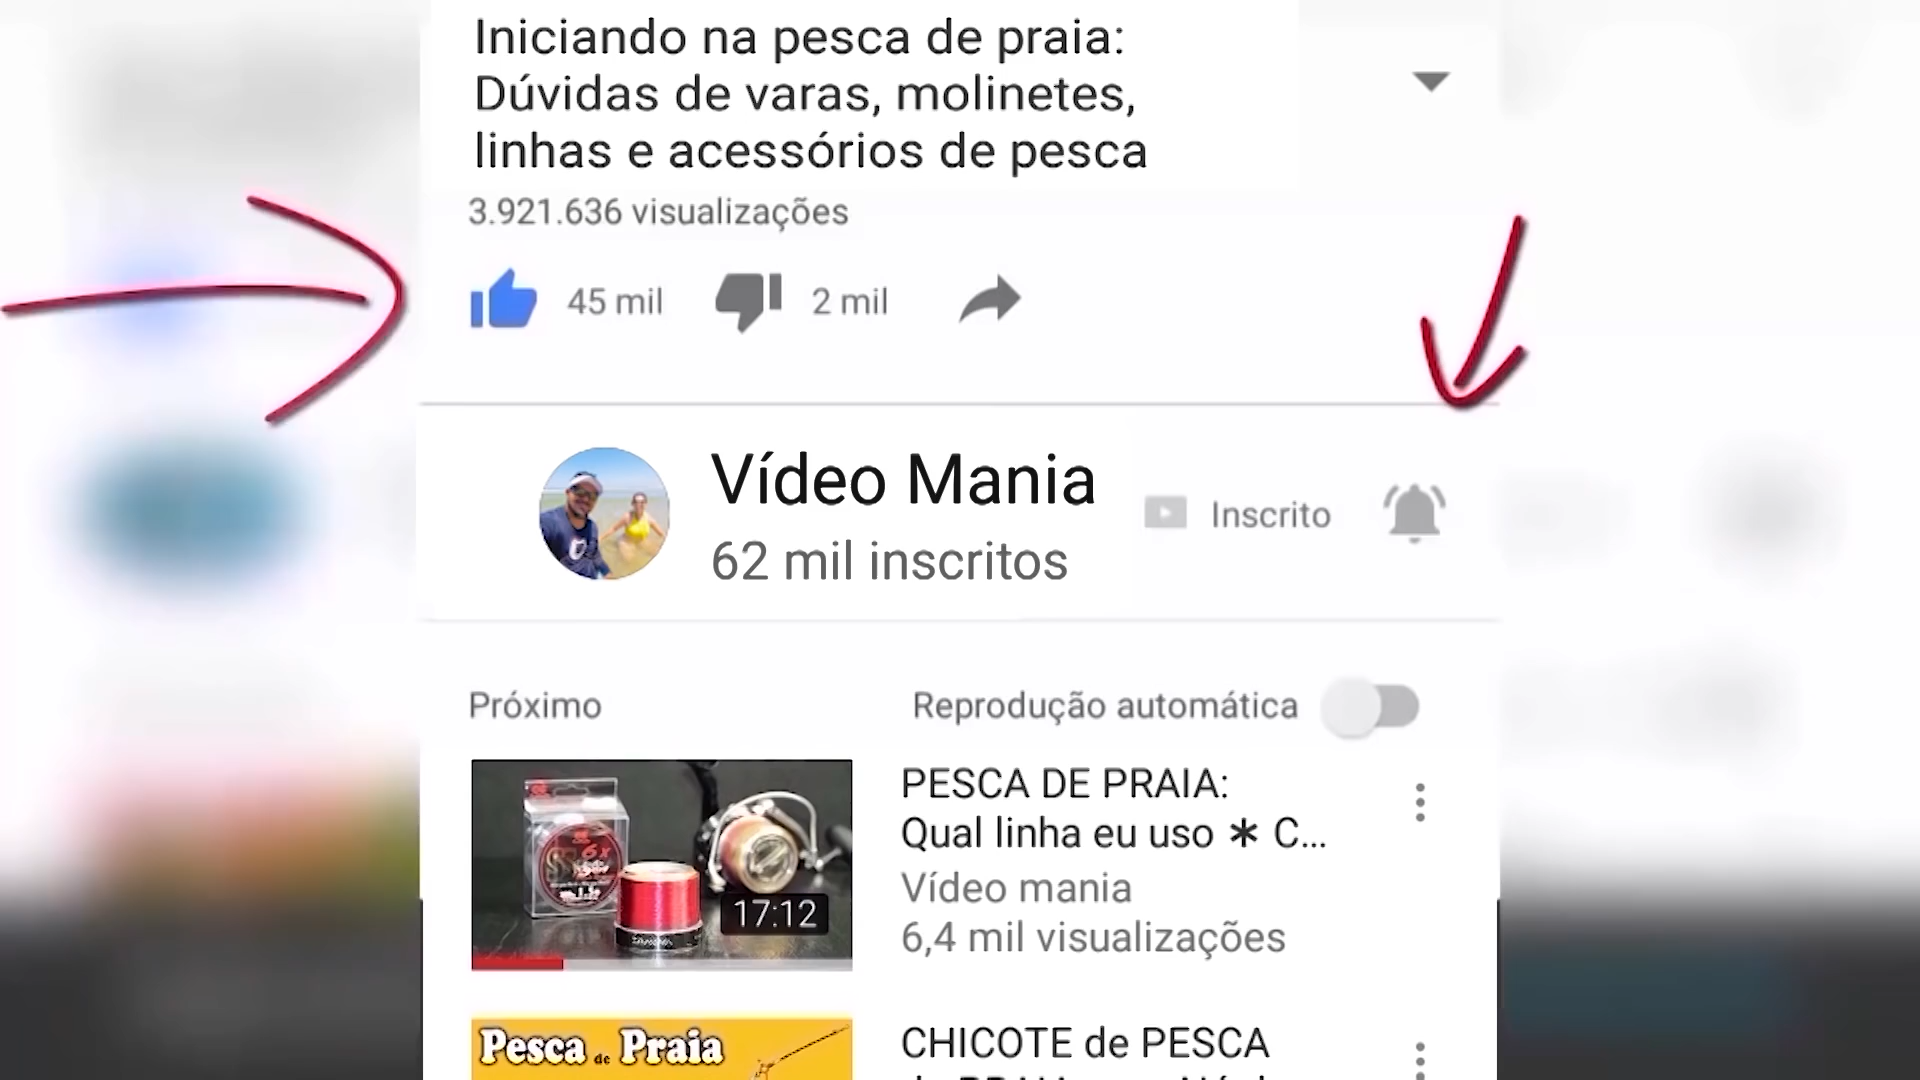 Iniciando na pesca de praia:
Dúvidas de varas, molinetes,
linhas e acessórios de pesca
3.921.636 visualizações
45 mil
2 mil
Vídeo Mania
62 mil inscritos
Inscrito
Próximo
Reprodução automática
6x
17:12
PESCA DE PRAIA:
Qual linha eu uso ∗ C...
Vídeo mania
6,4 mil visualizações
Pesca de Praia
CHICOTE de PESCA